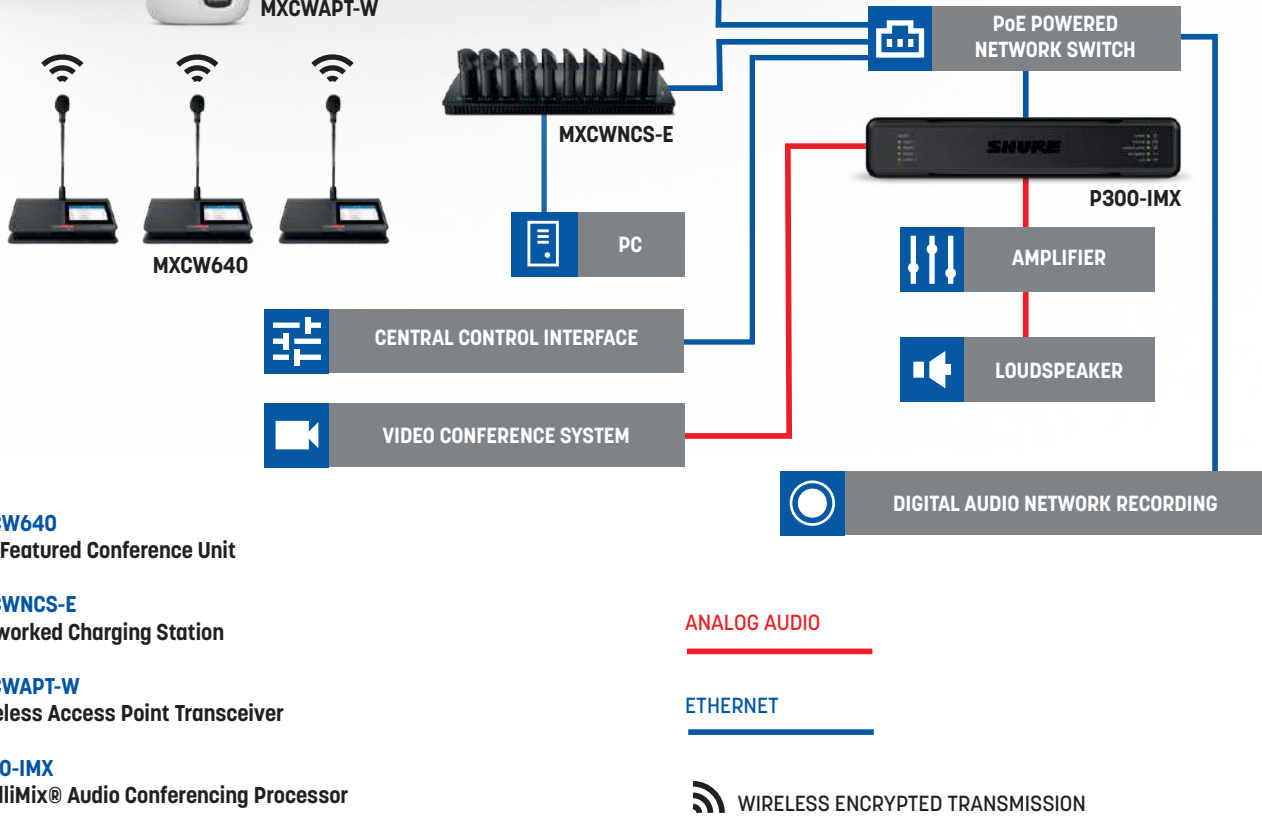 MXCWAPT-W
PoE POWERED
NETWORK SWITCH
MXCWNCS-E
SHURE
P300-IMX
MXCW640
PC
AMPLIFIER
CENTRAL CONTROL INTERFACE
LOUDSPEAKER
VIDEO CONFERENCE SYSTEM
DIGITAL AUDIO NETWORK RECORDING
CW640
Featured Conference Unit
CWNCS-E
worked Charging Station
CWAPT-W
eless Access Point Transceiver
0-IMX
lliMix® Audio Conferencing Processor
ANALOG AUDIO
ETHERNET
WIRELESS ENCRYPTED TRANSMISSION